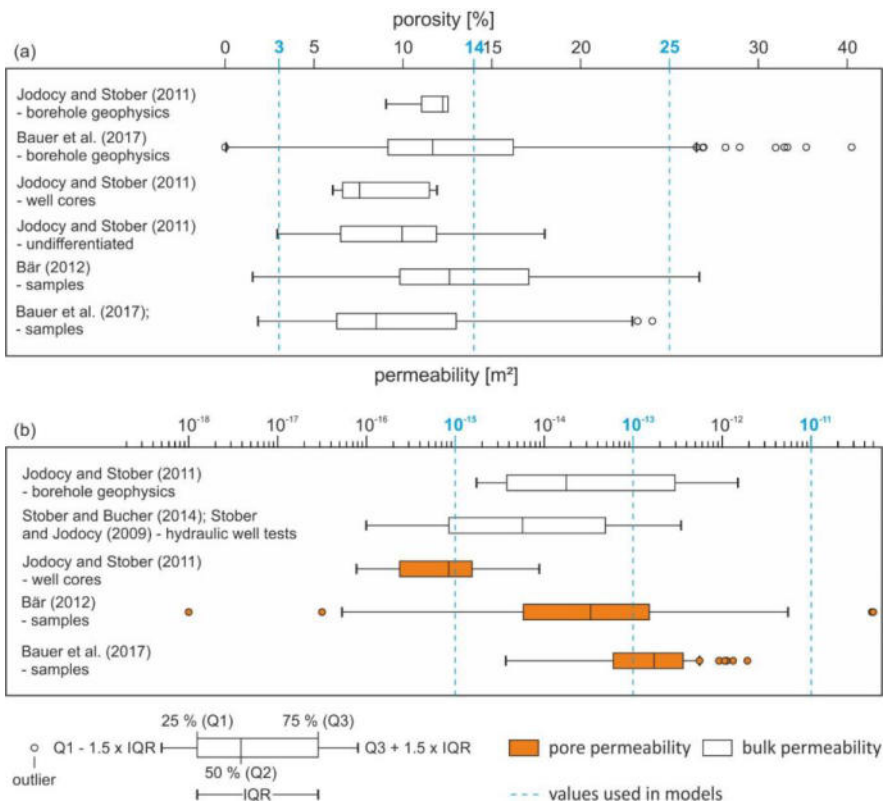 porosity [%]
(a)
0 3 5 10 14 15 20 25 30 40
Jodocy and Stober (2011)
- borehole geophysics
Bauer et al. (2017)
- borehole geophysics
Jodocy and Stober (2011)
- well cores
Jodocy and Stober (2011)
- undifferentiated
Bär (2012)
- samples
Bauer et al. (2017);
- samples
permeability [m²]
(b)
10⁻¹⁸ 10⁻¹⁷ 10⁻¹⁶ 10⁻¹⁵ 10⁻¹⁴ 10⁻¹³ 10⁻¹² 10⁻¹¹
Jodocy and Stober (2011)
- borehole geophysics
Stober and Bucher (2014); Stober
and Jodocy (2009) - hydraulic well tests
Jodocy and Stober (2011)
- well cores
Bär (2012)
- samples
Bauer et al. (2017)
- samples
25 % (Q1) 75 % (Q3)
Q1 - 1.5 x IQR Q3 + 1.5 x IQR
outlier
50 % (Q2)
IQR
pore permeability bulk permeability
values used in models